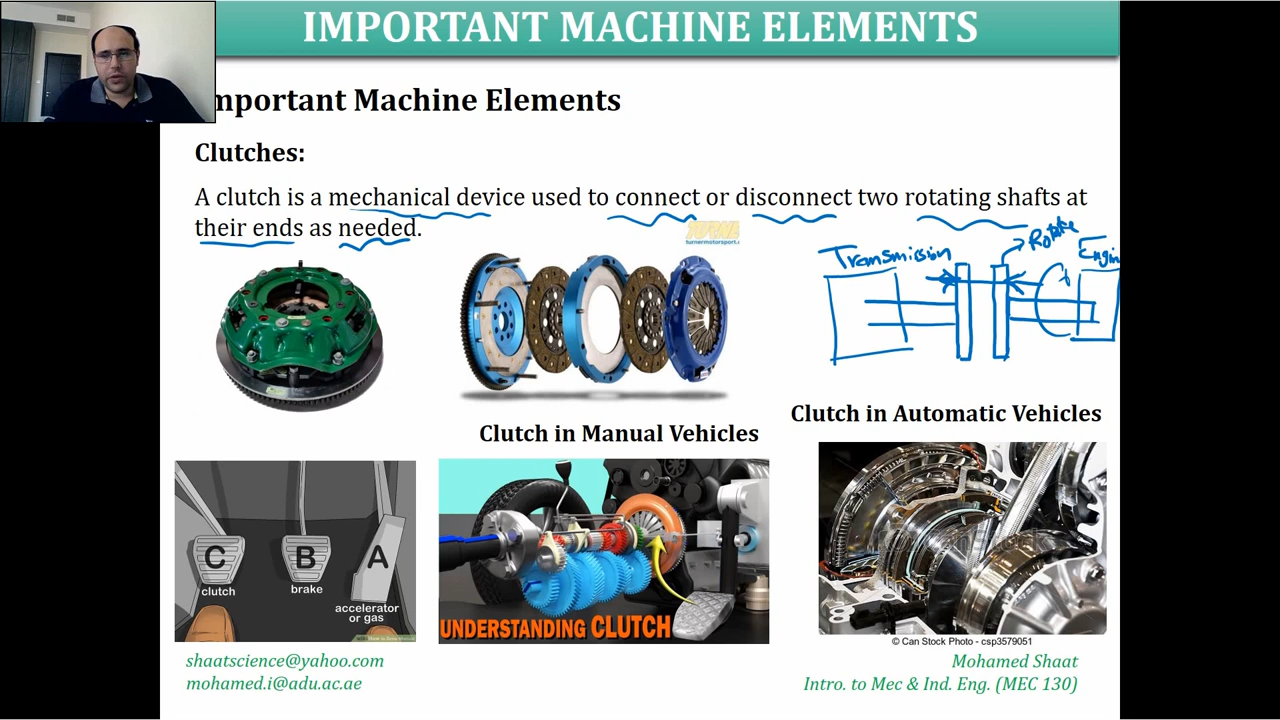 IMPORTANT MACHINE ELEMENTS
mportant Machine Elements
Clutches:
A clutch is a mechanical device used to connect or disconnect two rotating shafts at
their ends as needed.
turnermotorsport.c
Rotate
Transmission
Engin
Clutch in Automatic Vehicles
Clutch in Manual Vehicles
C
B
A
clutch
brake
accelerator
or gas
UNDERSTANDING CLUTCH
© Can Stock Photo - csp3579051
shaatscience@yahoo.com
mohamed.i@adu.ac.ae
Mohamed Shaat
Intro. to Mec & Ind. Eng. (MEC 130)